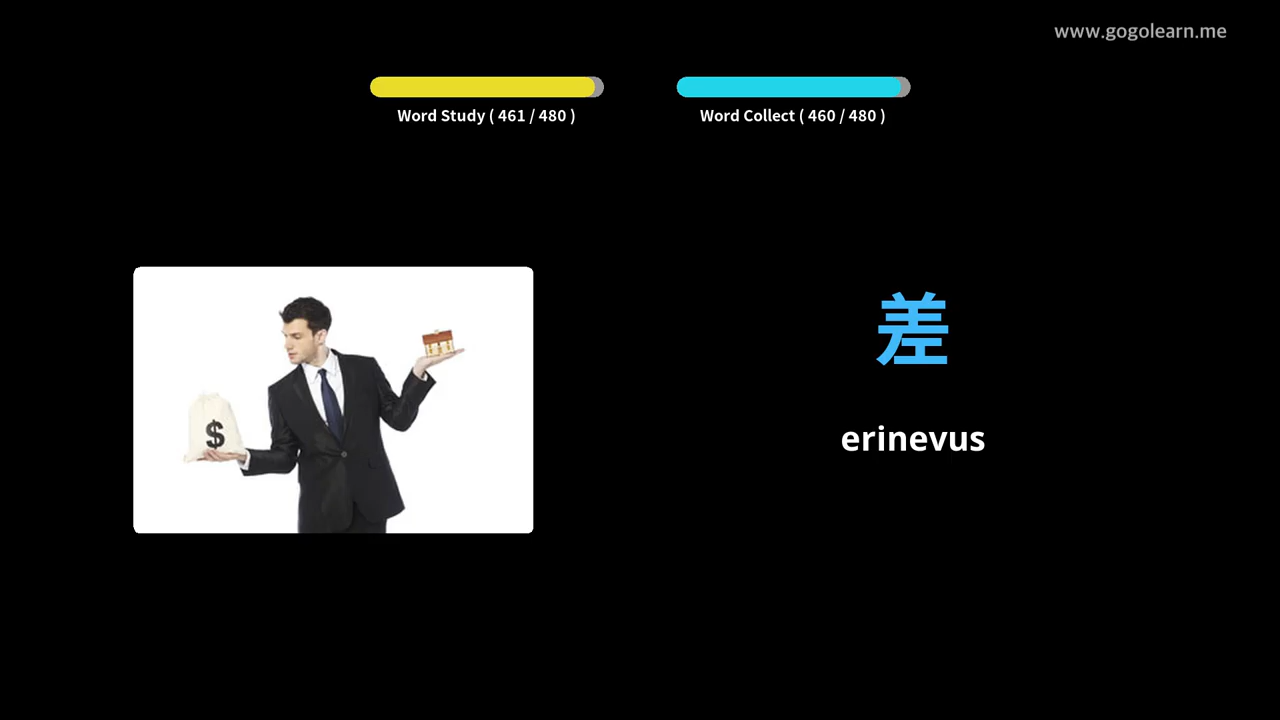 www.gogolearn.me
Word Study ( 461 / 480 )
Word Collect ( 460 / 480 )
差
$
erinevus